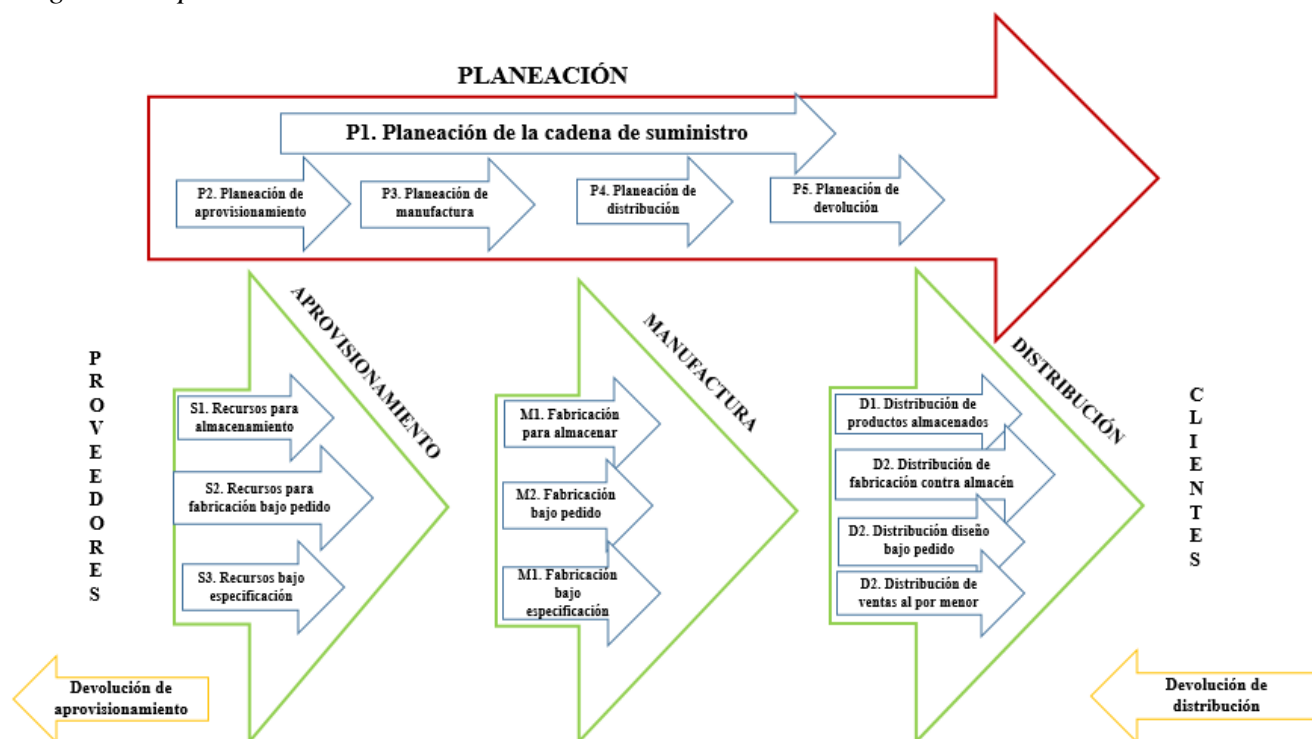 PLANEACIÓN
P1. Planeación de la cadena de suministro
P2. Planeación de
aprovisionamiento
P3. Planeación de
manufactura
P4. Planeación de
distribución
P5. Planeación de
devolución
PROVEEDORES
APROVISIONAMIENTO
S1. Recursos para
almacenamiento
S2. Recursos para
fabricación bajo pedido
S3. Recursos bajo
especificación
MANUFACTURA
M1. Fabricación
para almacenar
M2. Fabricación
bajo pedido
M1. Fabricación
bajo
especificación
DISTRIBUCIÓN
D1. Distribución de
productos almacenados
D2. Distribución de
fabricación contra almacén
D2. Distribución diseño
bajo pedido
D2. Distribución de
ventas al por menor
CLIENTES
Devolución de
aprovisionamiento
Devolución de
distribución